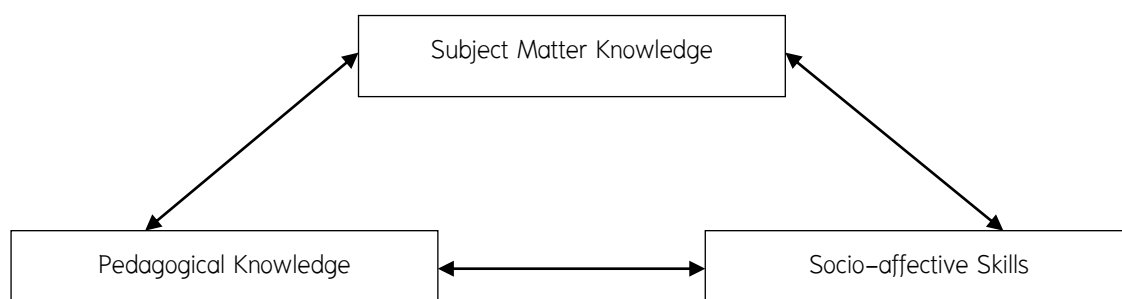 Subject Matter Knowledge
Pedagogical Knowledge
Socio-affective Skills